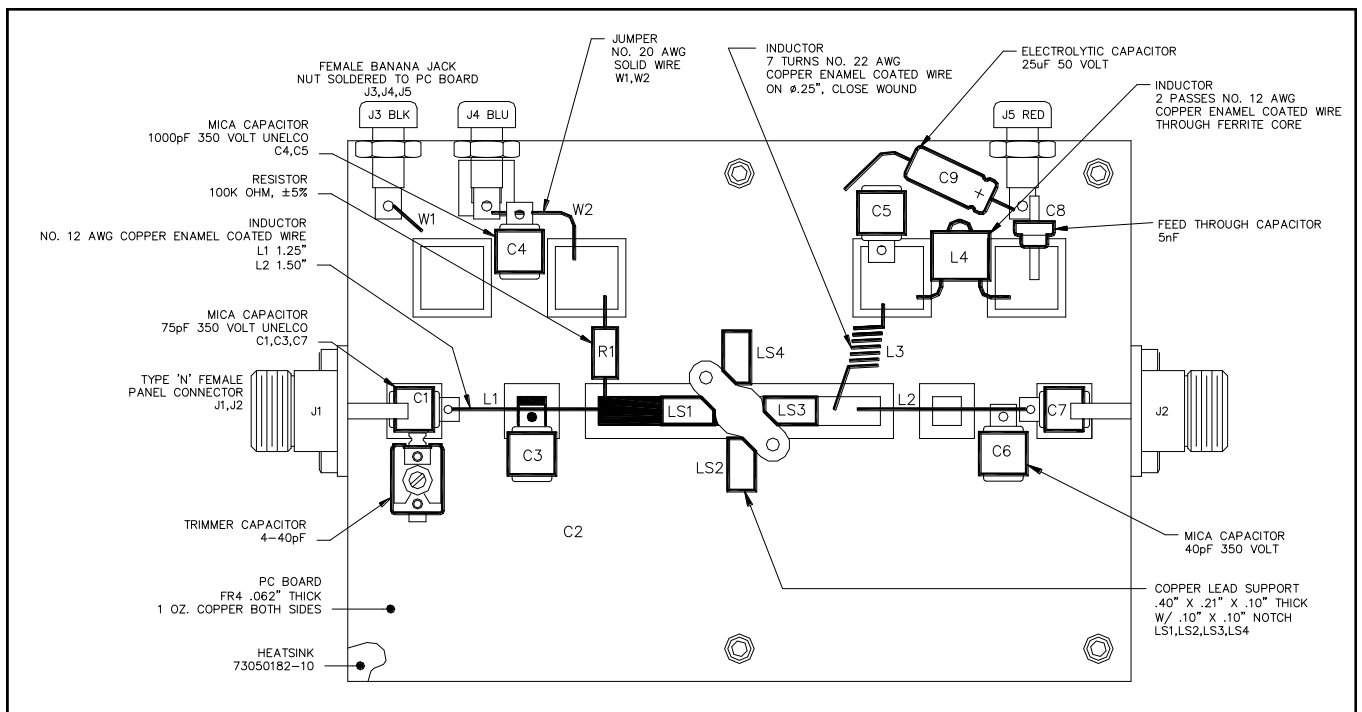 JUMPER
NO. 20 AWG
SOLID WIRE
W1,W2
INDUCTOR
7 TURNS NO. 22 AWG
COPPER ENAMEL COATED WIRE
ON ø.25", CLOSE WOUND
ELECTROLYTIC CAPACITOR
25uF 50 VOLT
FEMALE BANANA JACK
NUT SOLDERED TO PC BOARD
J3,J4,J5
INDUCTOR
2 PASSES NO. 12 AWG
COPPER ENAMEL COATED WIRE
THROUGH FERRITE CORE
J3 BLK
J4 BLU
J5 RED
MICA CAPACITOR
1000pF 350 VOLT UNELCO
C4,C5
RESISTOR
100K OHM, ±5%
C9
+
W1
W2
C5
C8
FEED THROUGH CAPACITOR
5nF
INDUCTOR
NO. 12 AWG COPPER ENAMEL COATED WIRE
L1 1.25"
L2 1.50"
C4
L4
MICA CAPACITOR
75pF 350 VOLT UNELCO
C1,C3,C7
R1
LS4
L3
TYPE 'N' FEMALE
PANEL CONNECTOR
J1,J2
J1
C1
L1
LS1
LS3
L2
C7
J2
C3
LS2
C6
TRIMMER CAPACITOR
4-40pF
C2
MICA CAPACITOR
40pF 350 VOLT
PC BOARD
FR4 .062" THICK
1 OZ. COPPER BOTH SIDES
COPPER LEAD SUPPORT
.40" X .21" X .10" THICK
W/ .10" X .10" NOTCH
LS1,LS2,LS3,LS4
HEATSINK
73050182-10